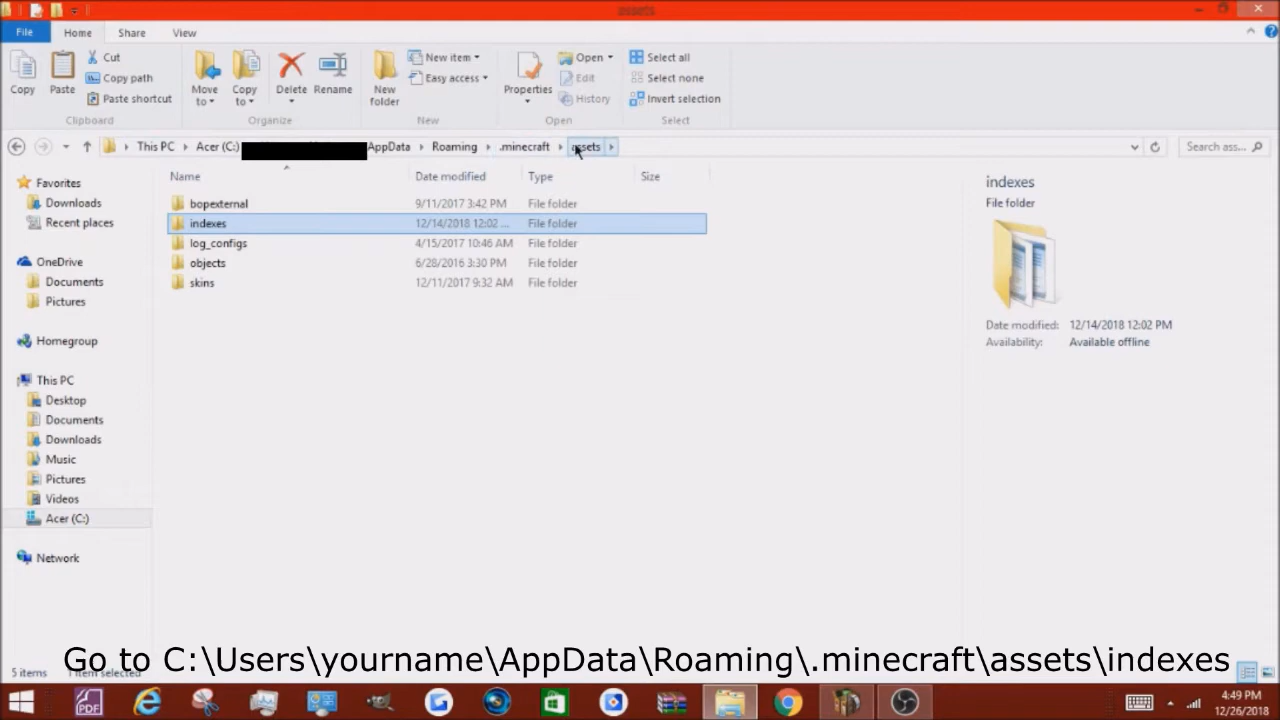 assets
File Home Share View
Copy
Paste
Cut
Copy path
Paste shortcut
Clipboard
Move to
Copy to
Delete
Rename
Organize
New folder
New item
Easy access
New
Properties
Open
Edit
History
Open
Select all
Select none
Invert selection
Select
This PC Acer (C:) AppData Roaming .minecraft assets
Search ass...
Name Date modified Type Size
bopexternal 9/11/2017 3:42 PM File folder
indexes 12/14/2018 12:02 ... File folder
log_configs 4/15/2017 10:46 AM File folder
objects 6/28/2016 3:30 PM File folder
skins 12/11/2017 9:32 AM File folder
Favorites
Downloads
Recent places
OneDrive
Documents
Pictures
Homegroup
This PC
Desktop
Documents
Downloads
Music
Pictures
Videos
Acer (C:)
Network
indexes
File folder
Date modified: 12/14/2018 12:02 PM
Availability: Available offline
Go to C:\Users\yourname\AppData\Roaming\.minecraft\assets\indexes
5 items 1 item selected
PDF
4:49 PM
12/26/2018